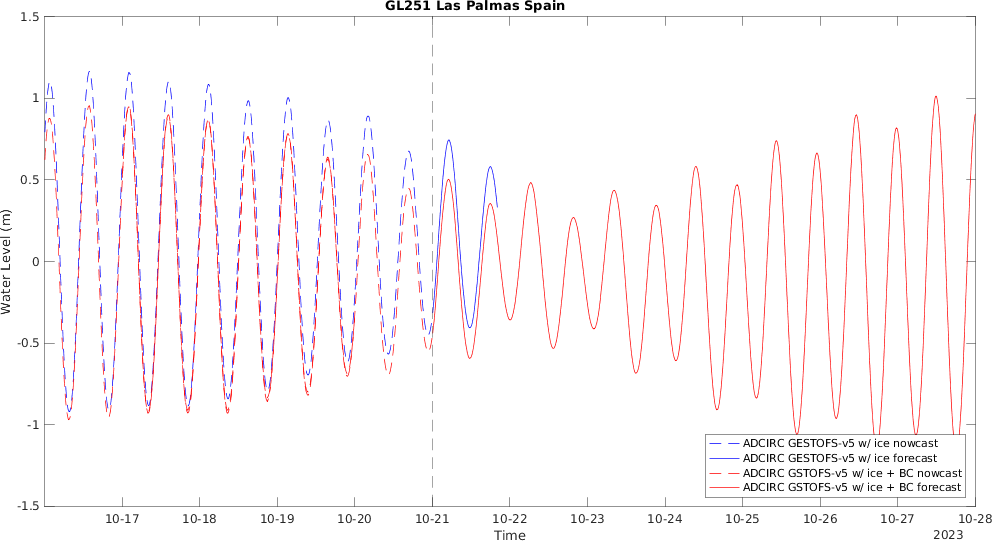 GL251 Las Palmas Spain
1.5
1
0.5
0
-0.5
-1
-1.5
Water Level (m)
10-17 10-18 10-19 10-20 10-21 10-22 10-23 10-24 10-25 10-26 10-27 10-28
Time
2023
ADCIRC GESTOFS-v5 w/ ice nowcast
ADCIRC GESTOFS-v5 w/ ice forecast
ADCIRC GSTOFS-v5 w/ ice + BC nowcast
ADCIRC GSTOFS-v5 w/ ice + BC forecast